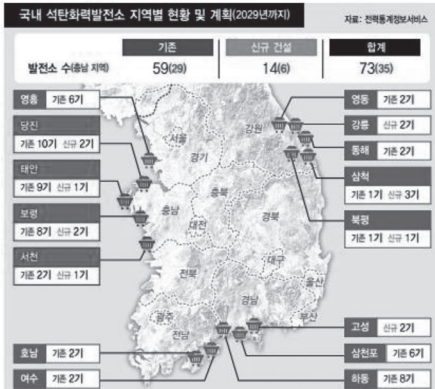 국내 석탄화력발전소 지역별 현황 및 계획(2029년까지)
자료: 전력통계정보서비스
기존 신규 건설 합계
발전소 수(충남 지역) 59(29) 14(6) 73(35)
영흥 기존 6기
당진
기존 10기 신규 2기
태안
기존 9기 신규 1기
보령
기존 8기 신규 2기
서천
기존 2기 신규 1기
호남 기존 2기
여수 기존 2기
영동 기존 2기
강릉 신규 2기
동해 기존 2기
삼척
기존 1기 신규 3기
북평
기존 1기 신규 1기
고성 신규 2기
삼천포 기존 6기
하동 기존 8기
서울
강원
경기
충북
충남
대전
경북
전북
대구
울산
경남
부산
광주
전남